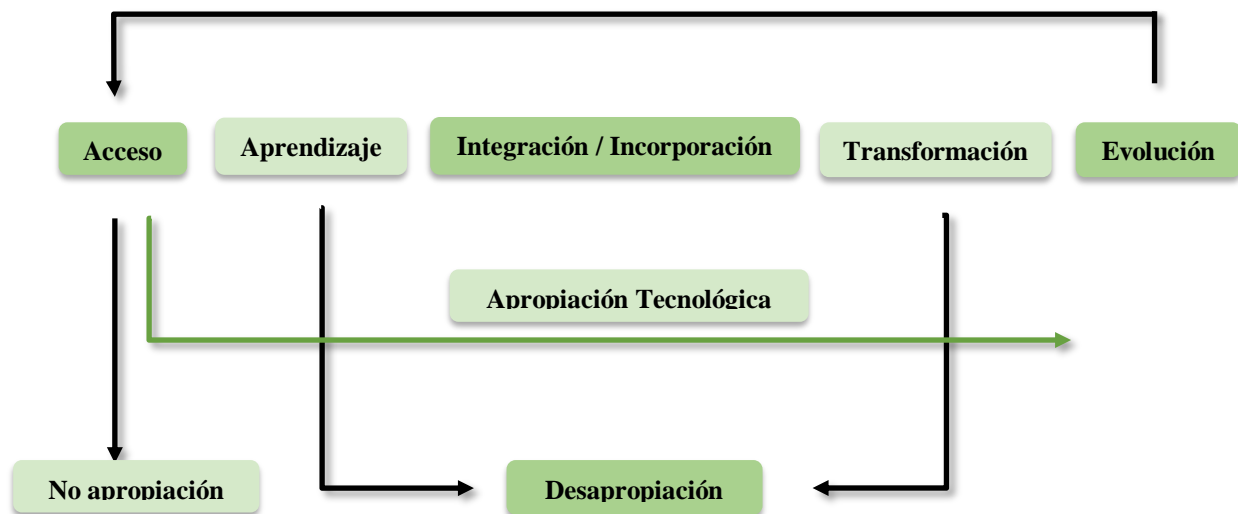 Acceso
Aprendizaje
Integración / Incorporación
Transformación
Evolución
Apropiación Tecnológica
No apropiación
Desapropiación